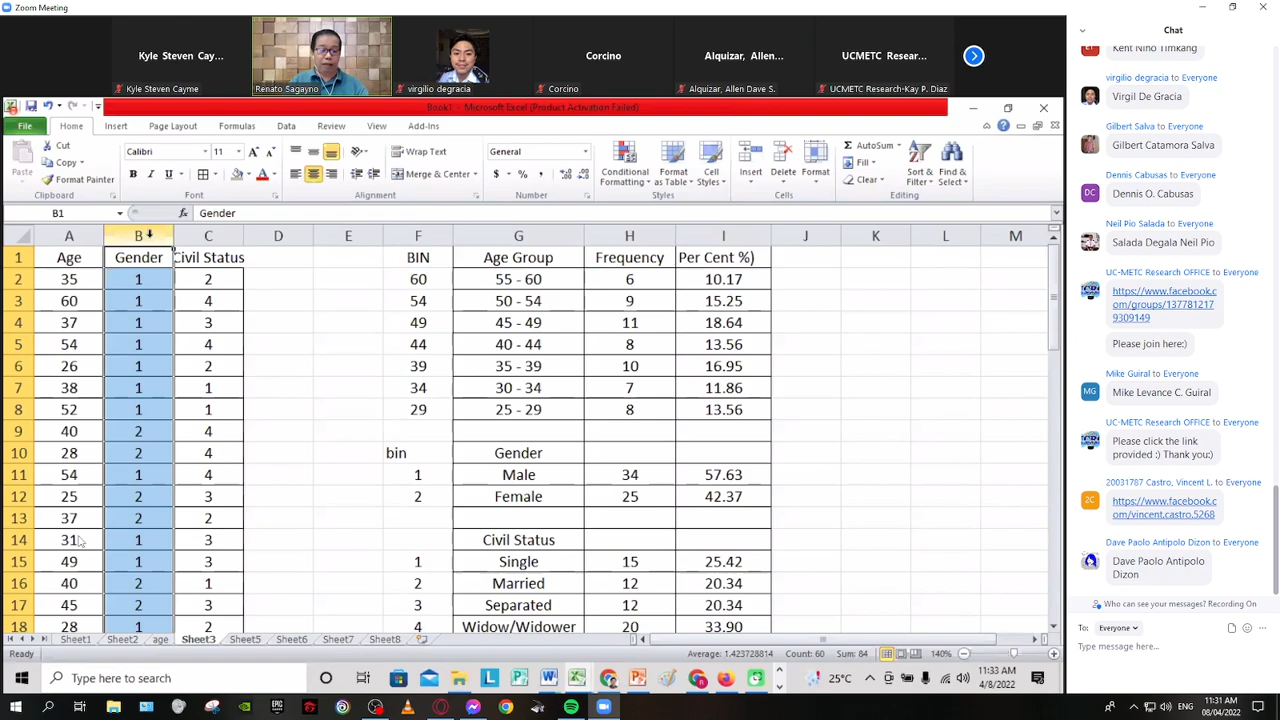 Zoom Meeting
Kyle Steven Cay...
Kyle Steven Cayme
Renato Sagayno
virgilio degracia
Corcino
Corcino
Alquizar, Allen...
Alquizar, Allen Dave S.
UCMETC Resear...
UCMETC Research-Kay P. Diaz
Book1 - Microsoft Excel (Product Activation Failed)
File Home Insert Page Layout Formulas Data Review View Add-Ins
Cut
Copy
Format Painter
Paste
Clipboard
Calibri 11
B I U
Font
Wrap Text
Merge & Center
Alignment
General
$ % ,
Number
Conditional Formatting
Format as Table
Cell Styles
Styles
Insert Delete Format
Cells
AutoSum
Fill
Clear
Sort & Filter
Find & Select
Editing
B1 fx Gender
A B C D E F G H I J K L M
1 Age Gender Civil Status BIN Age Group Frequency Per Cent %)
2 35 1 2 60 55 - 60 6 10.17
3 60 1 4 54 50 - 54 9 15.25
4 37 1 3 49 45 - 49 11 18.64
5 54 1 4 44 40 - 44 8 13.56
6 26 1 2 39 35 - 39 10 16.95
7 38 1 1 34 30 - 34 7 11.86
8 52 1 1 29 25 - 29 8 13.56
9 40 2 4
10 28 2 4 bin Gender
11 54 1 4 1 Male 34 57.63
12 25 2 3 2 Female 25 42.37
13 37 2 2
14 31 1 3 Civil Status
15 49 1 3 1 Single 15 25.42
16 40 2 1 2 Married 12 20.34
17 45 2 3 3 Separated 12 20.34
18 28 1 2 4 Widow/Widower 20 33.90
Sheet1 Sheet2 age Sheet3 Sheet5 Sheet6 Sheet7 Sheet8
Ready Average: 1.423728814 Count: 60 Sum: 84 140%
Type here to search
25°C
11:33 AM
4/8/2022
Chat
Kent Nino Timkang
virgilio degracia to Everyone
Virgil De Gracia
Gilbert Salva to Everyone
Gilbert Catamora Salva
Dennis Cabusas to Everyone
DC
Dennis O. Cabusas
Neil Pio Salada to Everyone
Salada Degala Neil Pio
UC-METC Research OFFICE to Everyone
https://www.facebook.c
om/groups/137781217
9309149
Please join here:)
Mike Guiral to Everyone
MG
Mike Levance C. Guiral
UC-METC Research OFFICE to Everyone
Please click the link
provided :) Thank you:)
20031787 Castro, Vincent L. to Everyone
2C
https://www.facebook.c
om/vincent.castro.5268
Dave Paolo Antipolo Dizon to Everyone
Dave Paolo Antipolo
Dizon
Who can see your messages? Recording On
To: Everyone
Type message here...
ENG
11:31 AM
08/04/2022